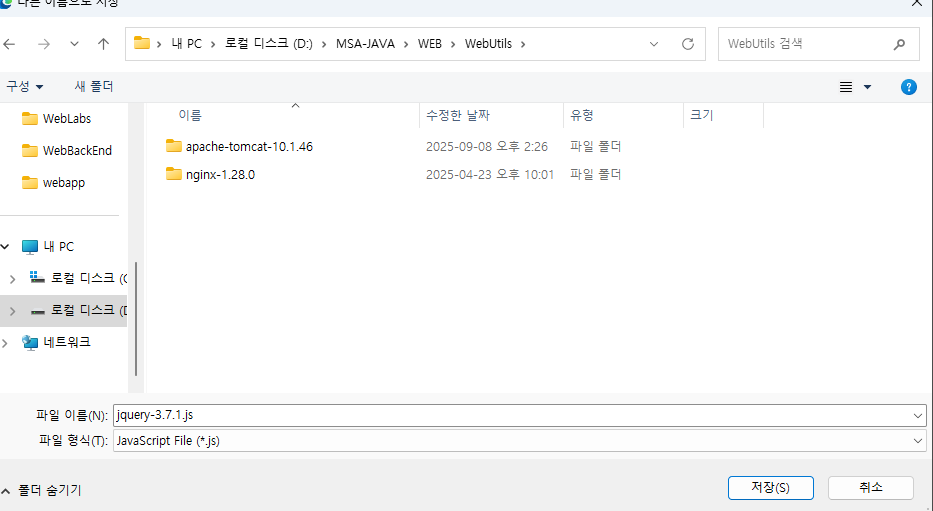 다른 이름으로 저장
내 PC > 로컬 디스크 (D:) > MSA-JAVA > WEB > WebUtils >
WebUtils 검색
구성
새 폴더
WebLabs
WebBackEnd
webapp
내 PC
로컬 디스크 (
로컬 디스크 (
네트워크
이름 수정한 날짜 유형 크기
apache-tomcat-10.1.46 2025-09-08 오후 2:26 파일 폴더
nginx-1.28.0 2025-04-23 오후 10:01 파일 폴더
파일 이름(N): jquery-3.7.1.js
파일 형식(T): JavaScript File (*.js)
폴더 숨기기
저장(S)
취소